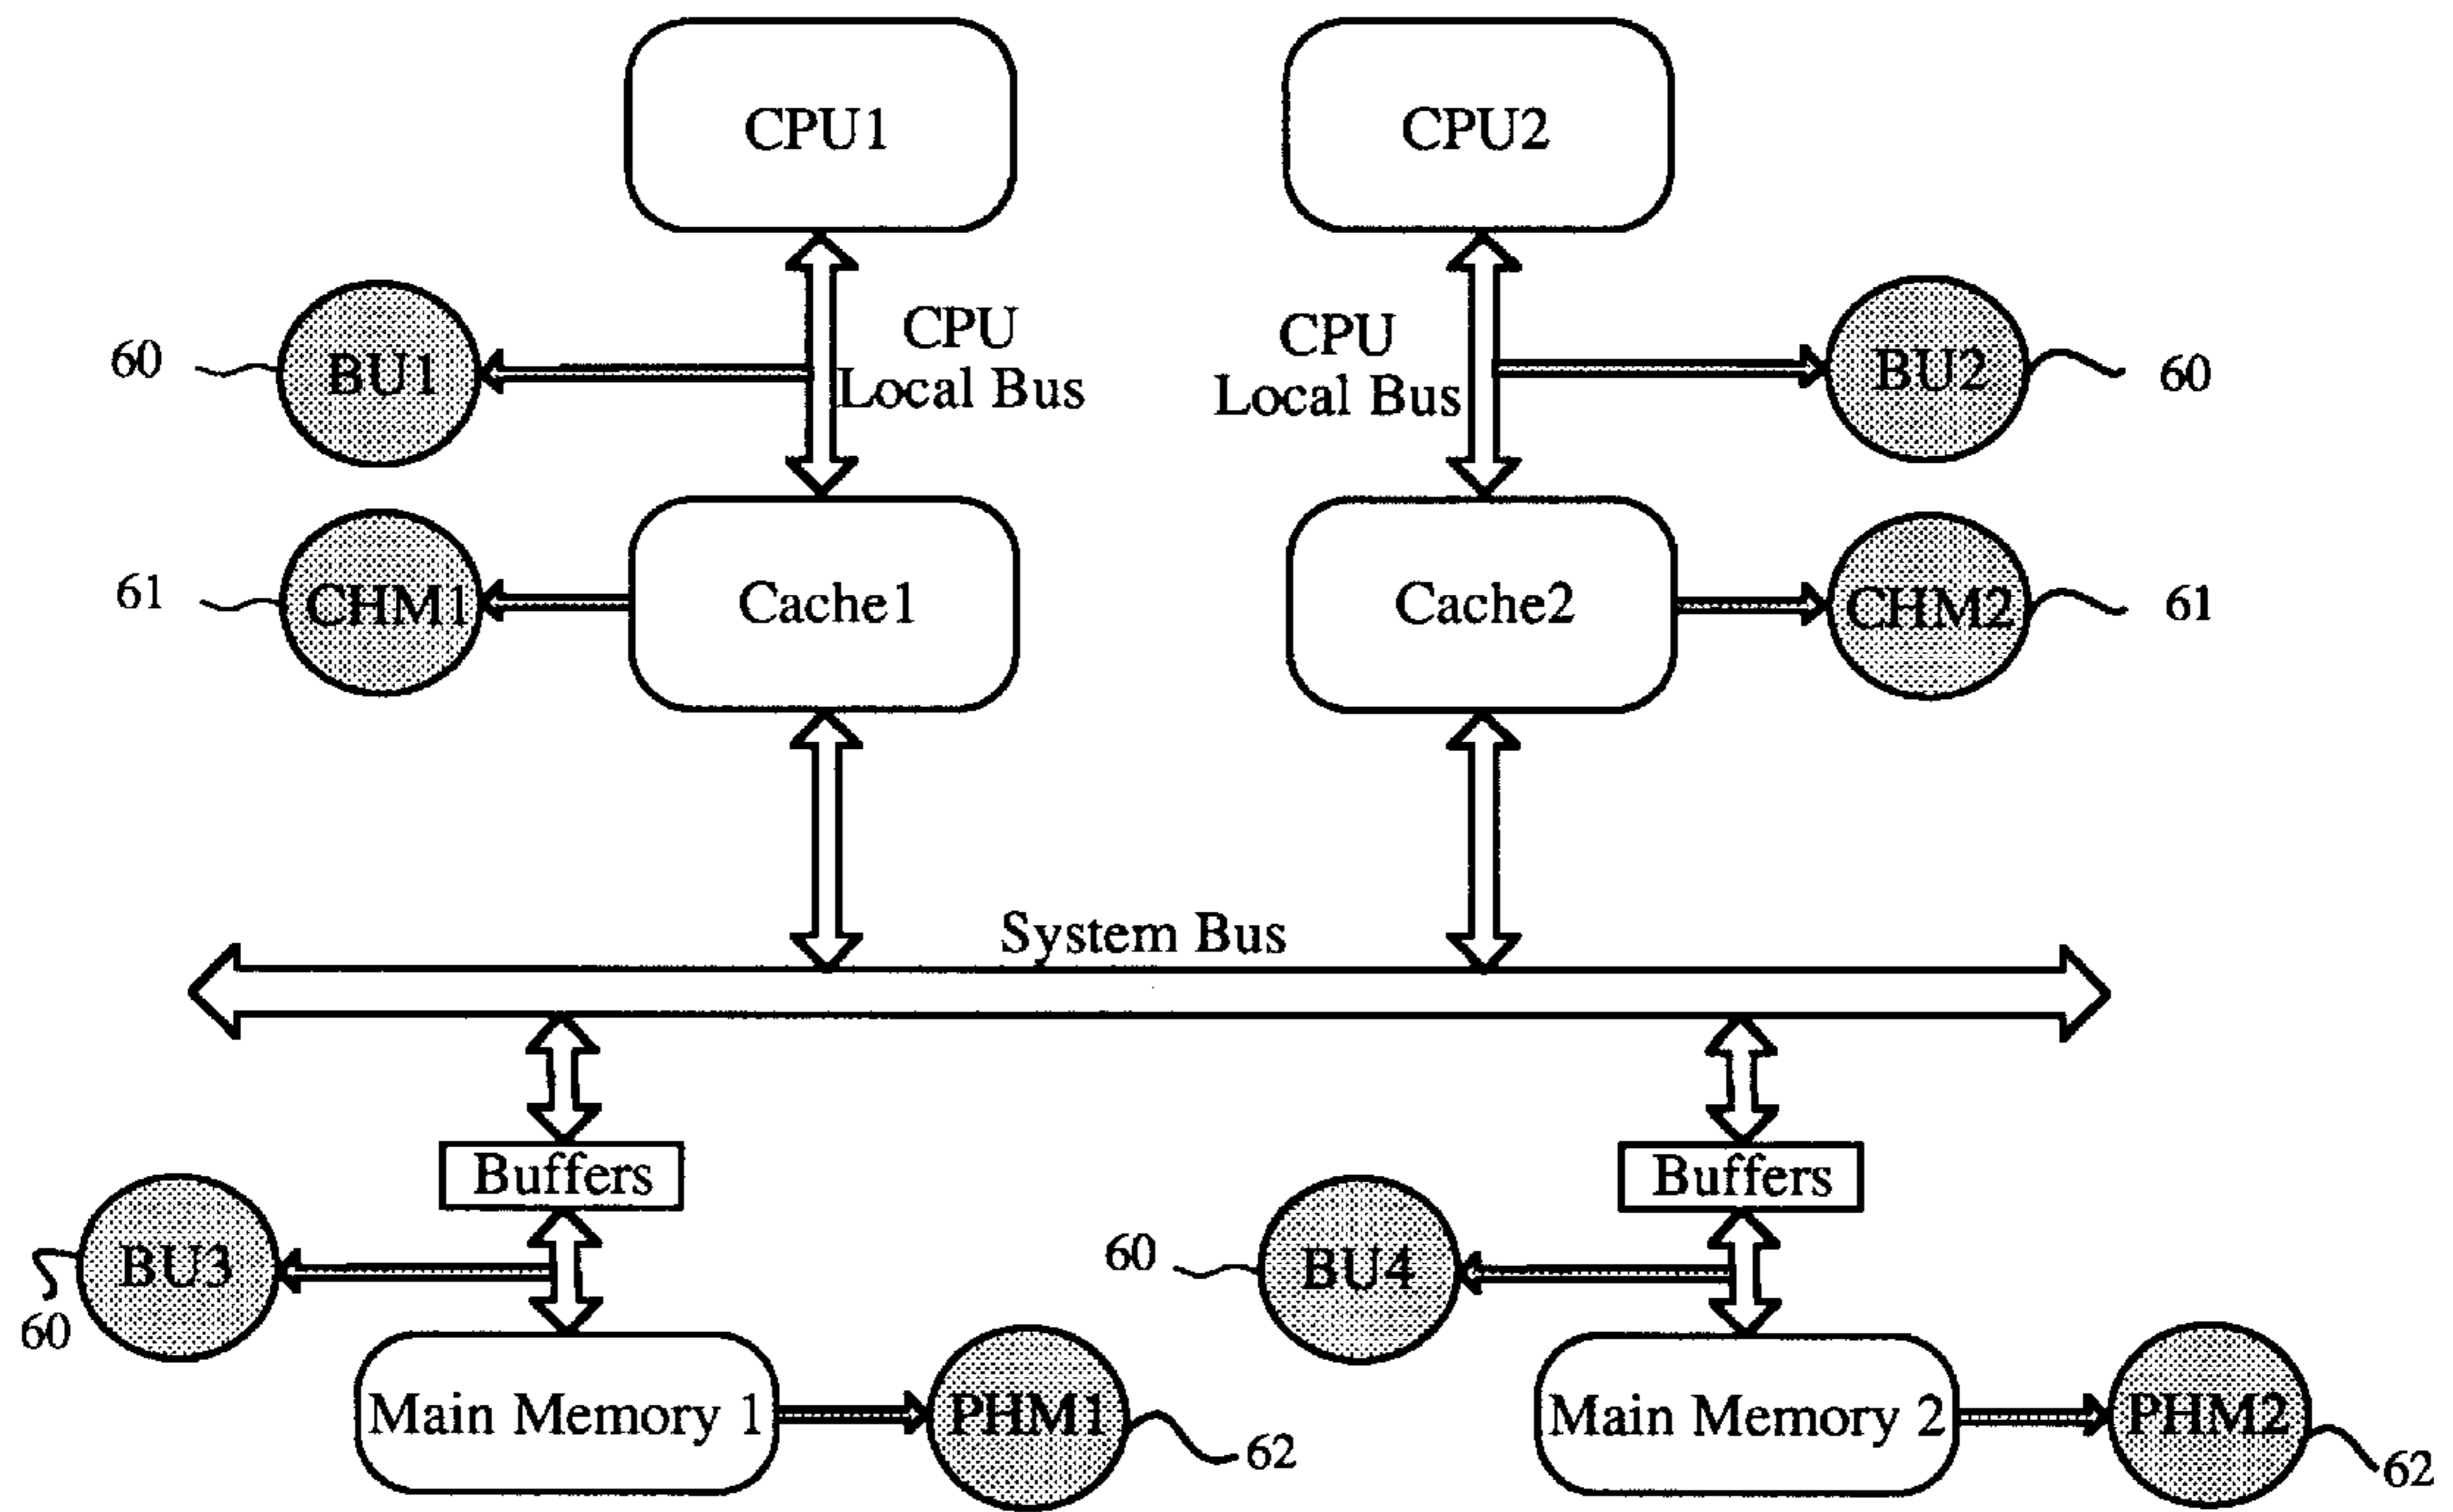 CPU1
CPU2
60
BU1
CPU
Local Bus
CPU
Local Bus
BU2
60
61
CHM1
Cache1
Cache2
CHM2
61
System Bus
Buffers
Buffers
BU3
60
60
BU4
Main Memory 1
PHM1
62
Main Memory 2
PHM2
62